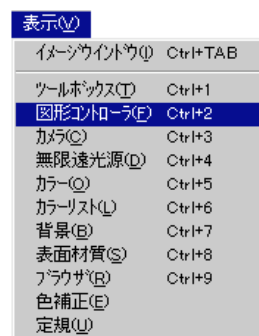 表示(V)
イメージウインドウ(I) Ctrl+TAB
ツールボックス(T) Ctrl+1
図形コントローラ(F) Ctrl+2
カメラ(C) Ctrl+3
無限遠光源(D) Ctrl+4
カラー(O) Ctrl+5
カラーリスト(L) Ctrl+6
背景(B) Ctrl+7
表面材質(S) Ctrl+8
ブラウザ(R) Ctrl+9
色補正(E)
定規(U)